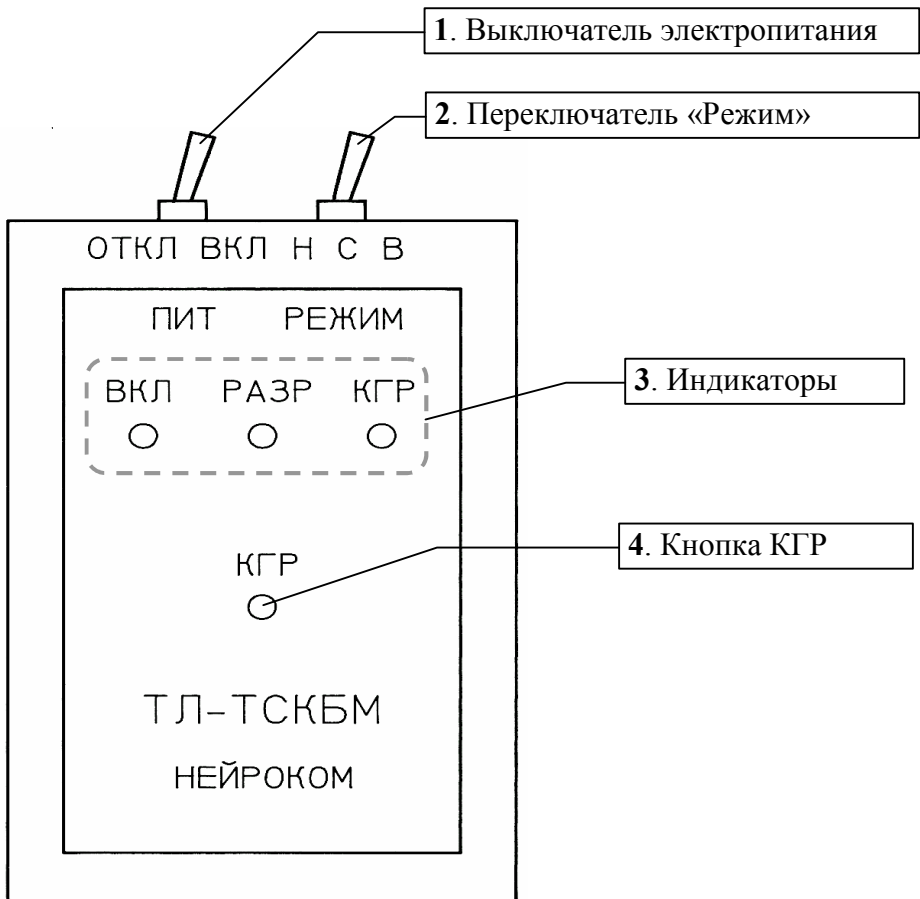 1. Выключатель электропитания
2. Переключатель «Режим»
ОТКЛ ВКЛ Н С В
ПИТ РЕЖИМ
ВКЛ РАЗР КГР
3. Индикаторы
КГР
4. Кнопка КГР
ТЛ-ТСКБМ
НЕЙРОКОМ